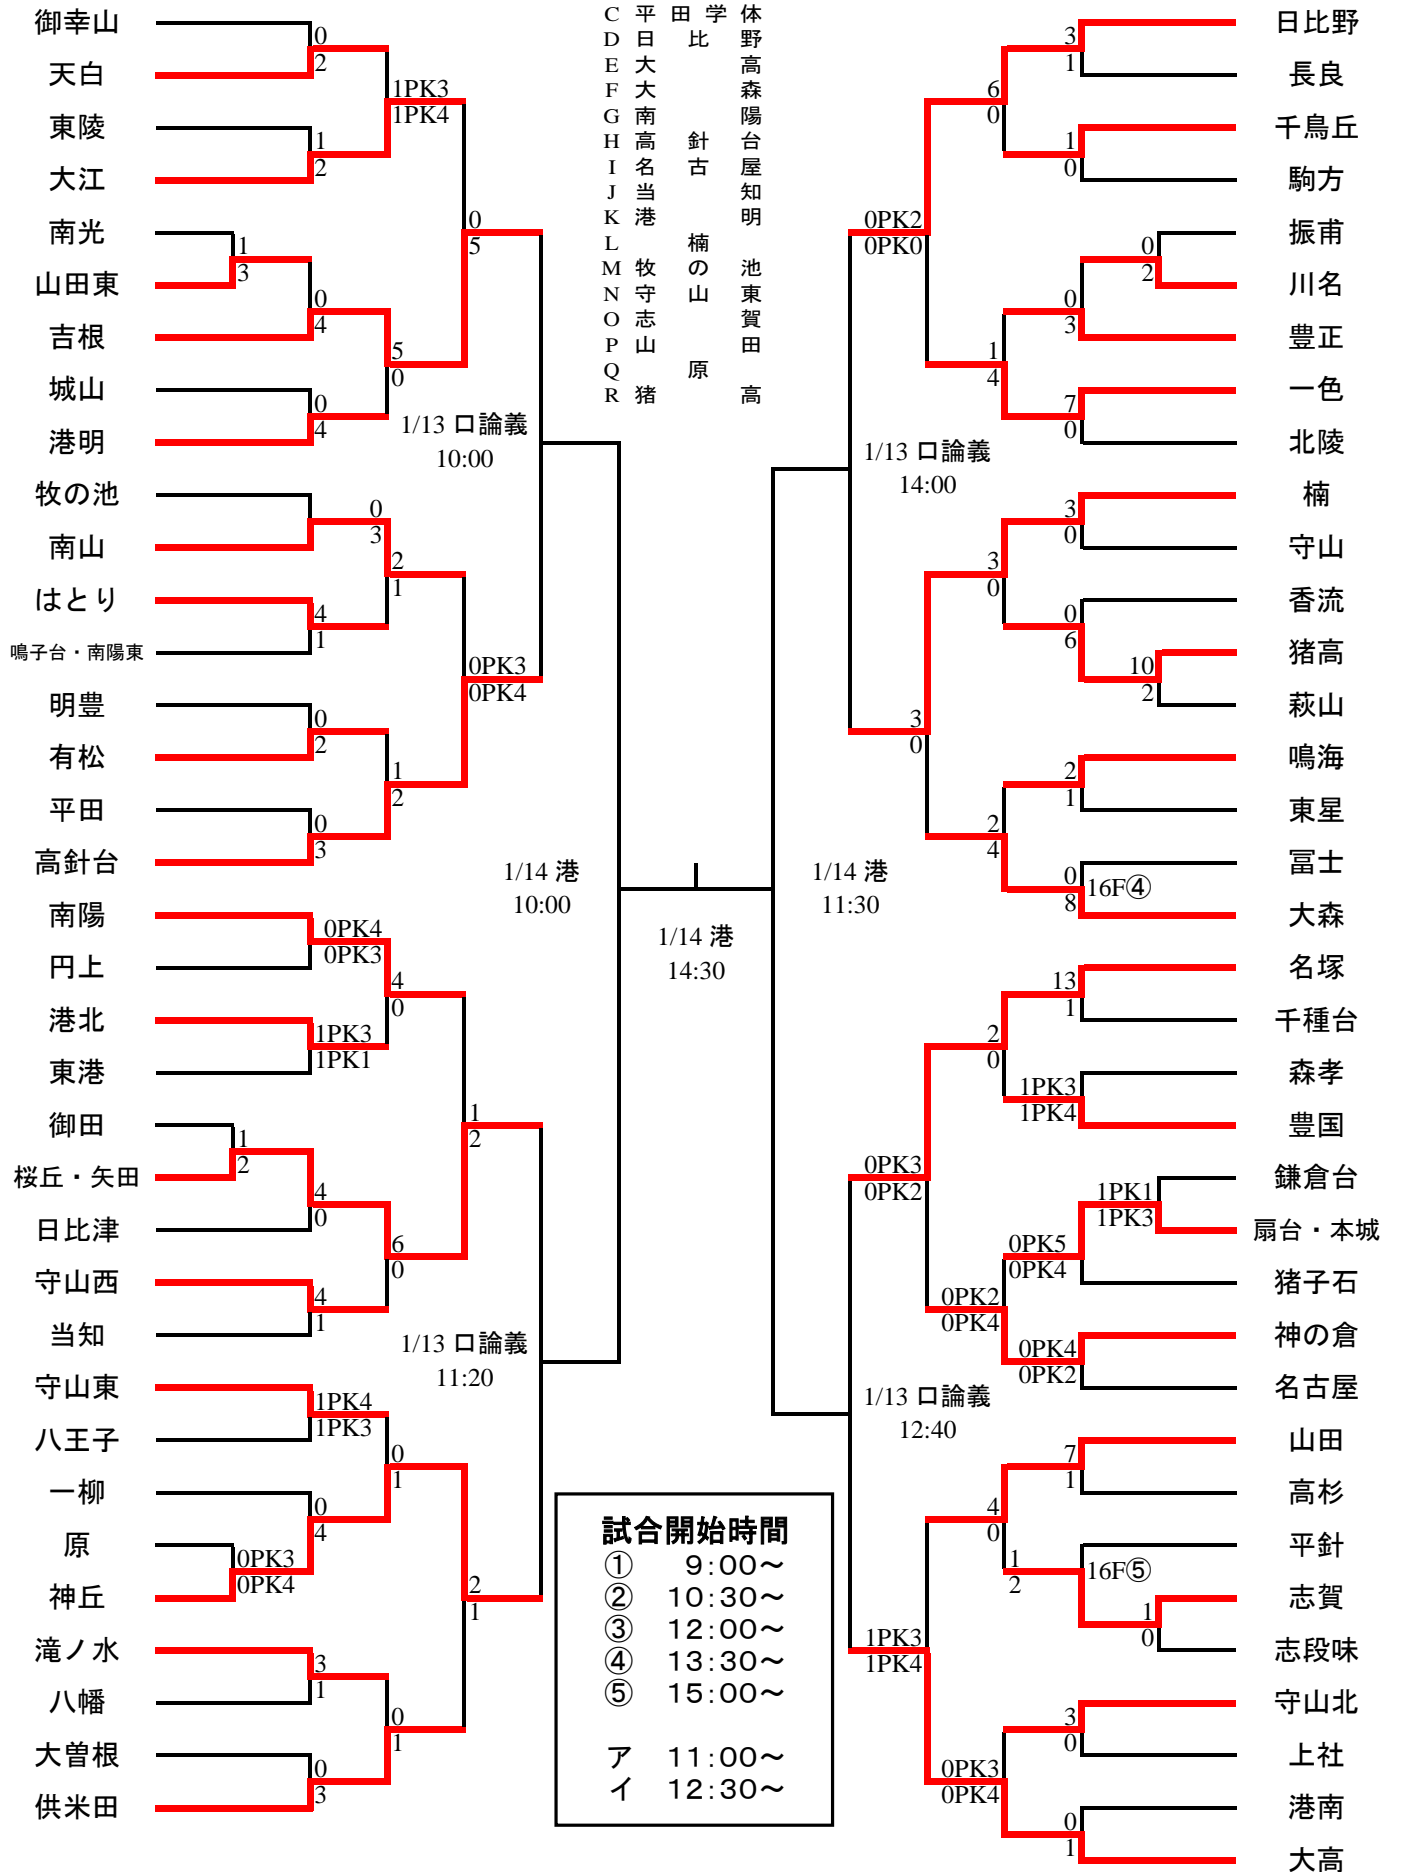 C 平田学体
D 日比野
E 大高
F 大森
G 南陽
H 高針台
I 名古屋
J 当知
K 港明
L 楠
M 牧の池
N 守山東
O 志賀
P 山田
Q 原
R 猪高
御幸山
0
2
天白
1PK3
1PK4
東陵
1
2
大江
0
5
南光
1
3
山田東
0
4
吉根
5
0
城山
0
4
港明
1/13 口論義
10:00
牧の池
0
3
南山
2
1
はとり
4
1
鳴子台・南陽東
0PK3
0PK4
明豊
0
2
有松
1
2
平田
0
3
高針台
1/14 港
10:00
南陽
0PK4
0PK3
円上
4
0
港北
1PK3
1PK1
東港
1
2
御田
1
2
桜丘・矢田
4
0
日比津
6
0
守山西
4
1
当知
1/13 口論義
11:20
守山東
1PK4
1PK3
八王子
0
1
一柳
0
4
原
0PK3
0PK4
神丘
2
1
滝ノ水
3
1
八幡
0
1
大曽根
0
3
供米田
1/14 港
14:30
試合開始時間
① 9:00～
② 10:30～
③ 12:00～
④ 13:30～
⑤ 15:00～
ア 11:00～
イ 12:30～
日比野
3
1
長良
6
0
千鳥丘
1
0
駒方
0PK2
0PK0
振甫
0
2
川名
0
3
豊正
1
4
一色
7
0
北陵
1/13 口論義
14:00
楠
3
0
守山
3
0
香流
0
6
猪高
10
2
萩山
3
0
鳴海
2
1
東星
2
4
冨士
0
8
16F④
大森
1/14 港
11:30
名塚
13
1
千種台
2
0
森孝
1PK3
1PK4
豊国
0PK3
0PK2
鎌倉台
1PK1
1PK3
扇台・本城
0PK5
0PK4
猪子石
0PK2
0PK4
神の倉
0PK4
0PK2
名古屋
1/13 口論義
12:40
山田
7
1
高杉
4
0
平針
1
2
16F⑤
志賀
1
0
志段味
1PK3
1PK4
守山北
3
0
上社
0PK3
0PK4
港南
0
1
大高